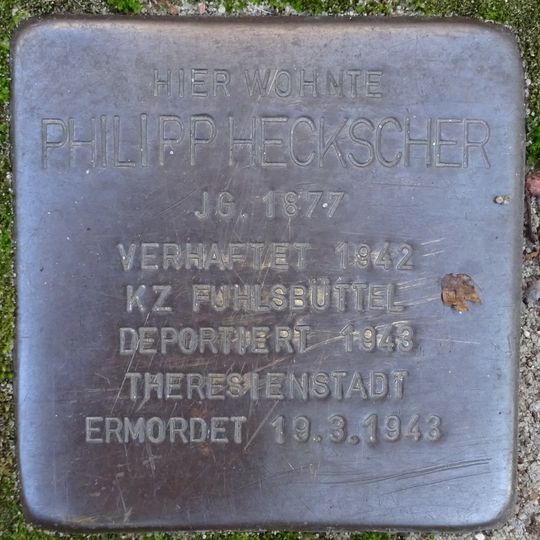 HIER WOHNTE
PHILIPP HECKSCHER
JG. 1877
VERHAFTET 1942
KZ FUHLSBÜTTEL
DEPORTIERT 1943
THERESIENSTADT
ERMORDET 19.3.1943